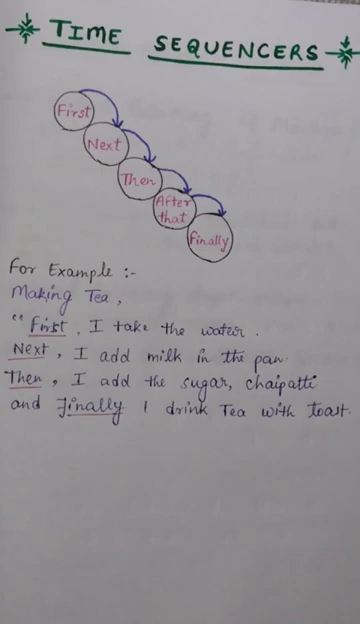 TIME SEQUENCERS
First
Next
Then
After
that
Finally
For Example :-
Making Tea,
"First, I take the water.
Next, I add milk in the pan.
Then, I add the sugar, chaipatti
and finally I drink Tea with toast.